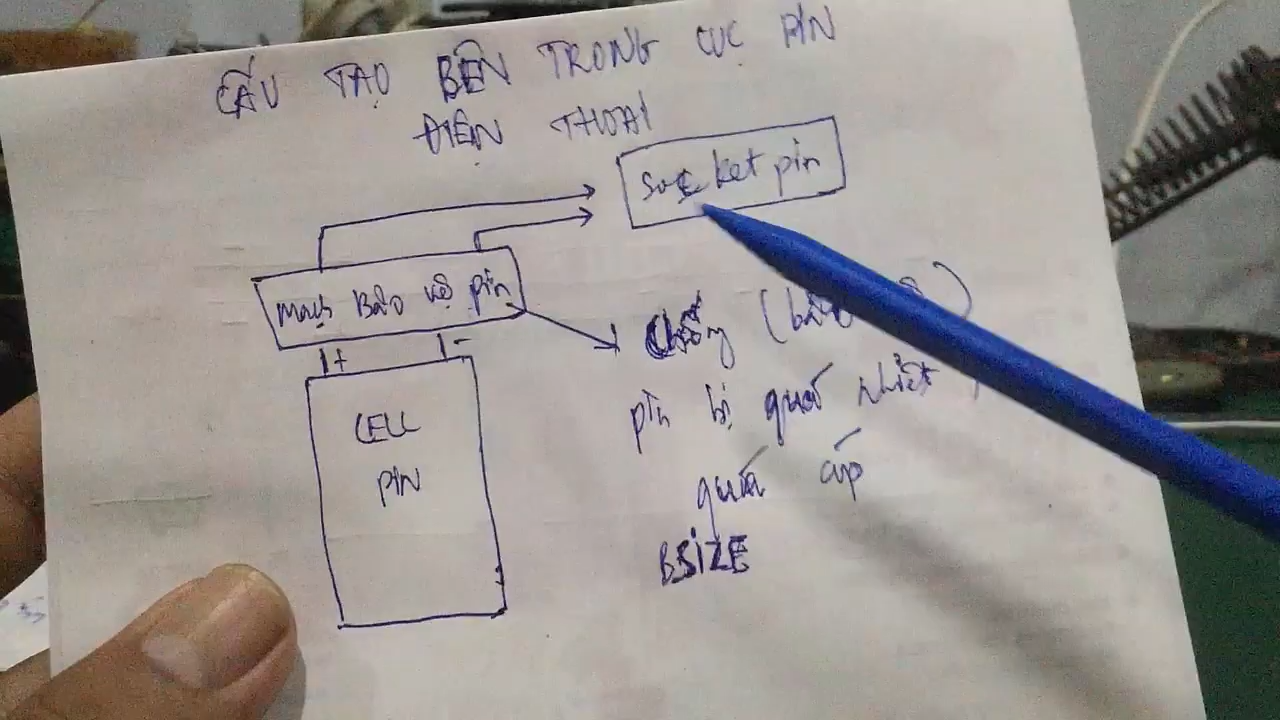 CẤU TẠO BÊN TRONG CỤC PIN
ĐIỆN THOẠI
Socket pin
Mạch Bảo vệ pin
+ -
CELL
PIN
Chống
pin bị quá nhiệt
quá áp
BSIZE